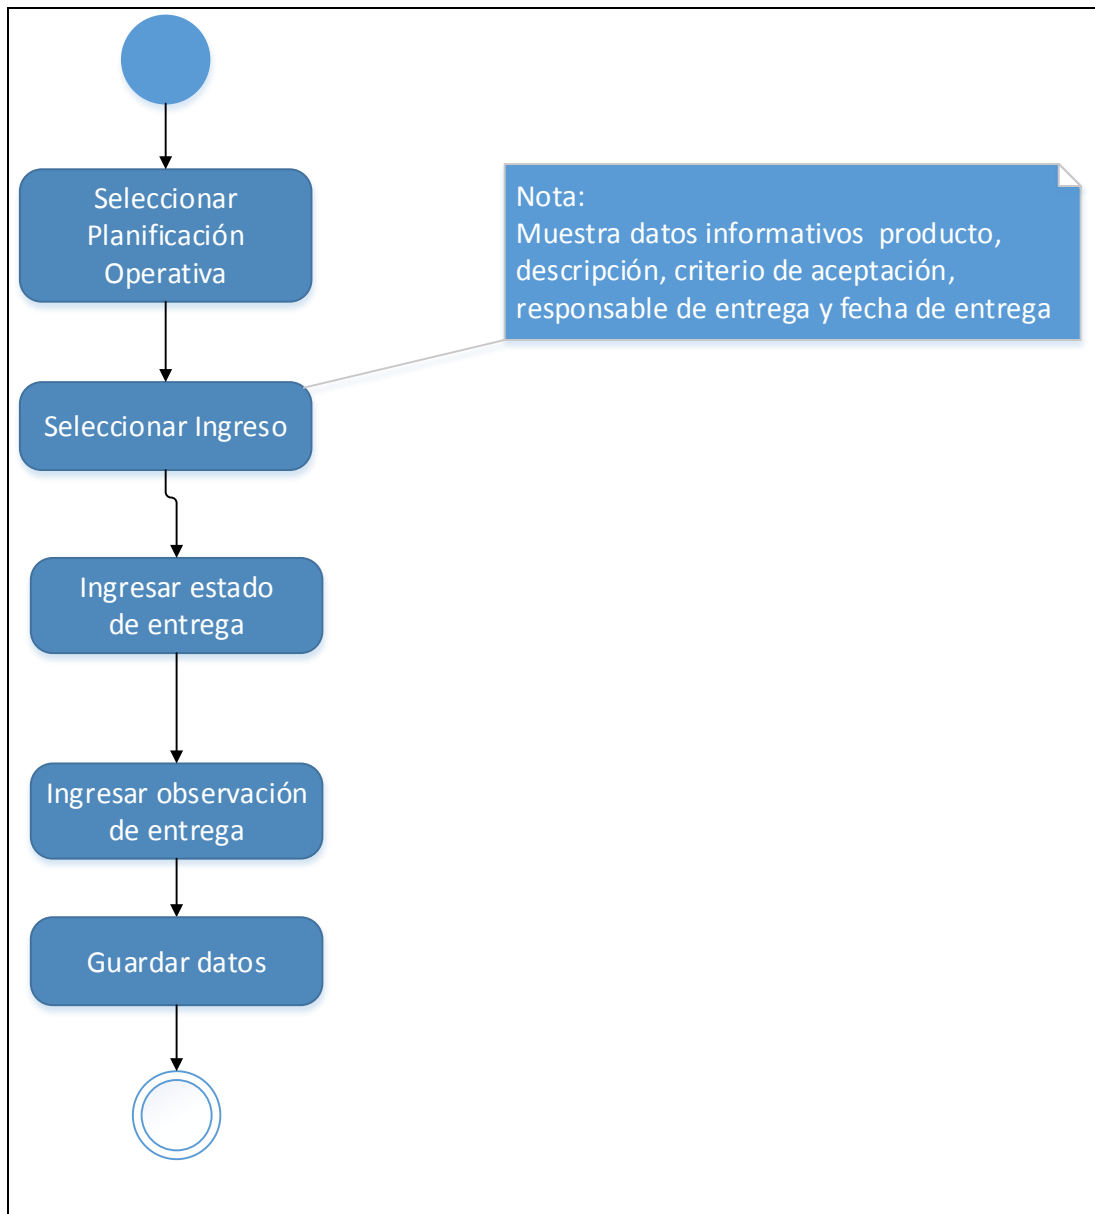 Seleccionar
Planificación
Operativa
Nota:
Muestra datos informativos  producto,
descripción, criterio de aceptación,
responsable de entrega y fecha de entrega
Seleccionar Ingreso
Ingresar estado
de entrega
Ingresar observación
de entrega
Guardar datos